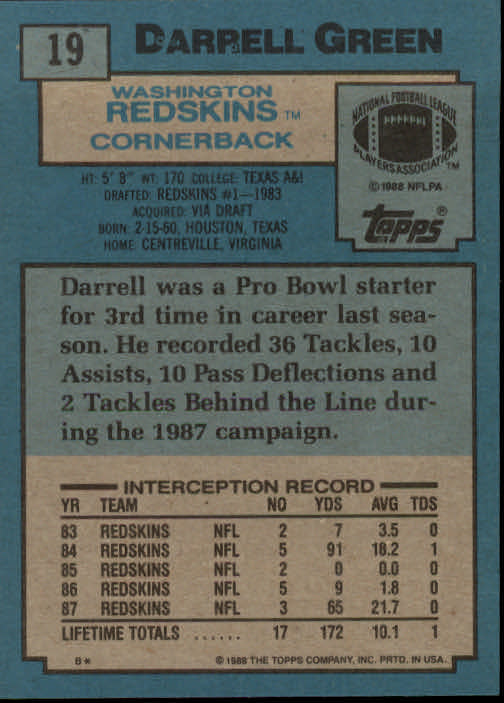 19
DARRELL GREEN
WASHINGTON
REDSKINS TM
CORNERBACK
NATIONAL FOOTBALL LEAGUE
PLAYERS ASSOCIATION TM
© 1988 NFLPA
HT: 5' 8" WT: 170 COLLEGE: TEXAS A&I
DRAFTED: REDSKINS #1—1983
ACQUIRED: VIA DRAFT
BORN: 2-15-60, HOUSTON, TEXAS
HOME: CENTREVILLE, VIRGINIA
topps®
Darrell was a Pro Bowl starter
for 3rd time in career last sea-
son. He recorded 36 Tackles, 10
Assists, 10 Pass Deflections and
2 Tackles Behind the Line dur-
ing the 1987 campaign.
INTERCEPTION RECORD
YR TEAM NO YDS AVG TDS
83 REDSKINS NFL 2 7 3.5 0
84 REDSKINS NFL 5 91 18.2 1
85 REDSKINS NFL 2 0 0.0 0
86 REDSKINS NFL 5 9 1.8 0
87 REDSKINS NFL 3 65 21.7 0
LIFETIME TOTALS ...... 17 172 10.1 1
B* © 1988 THE TOPPS COMPANY, INC. PRTD. IN USA.